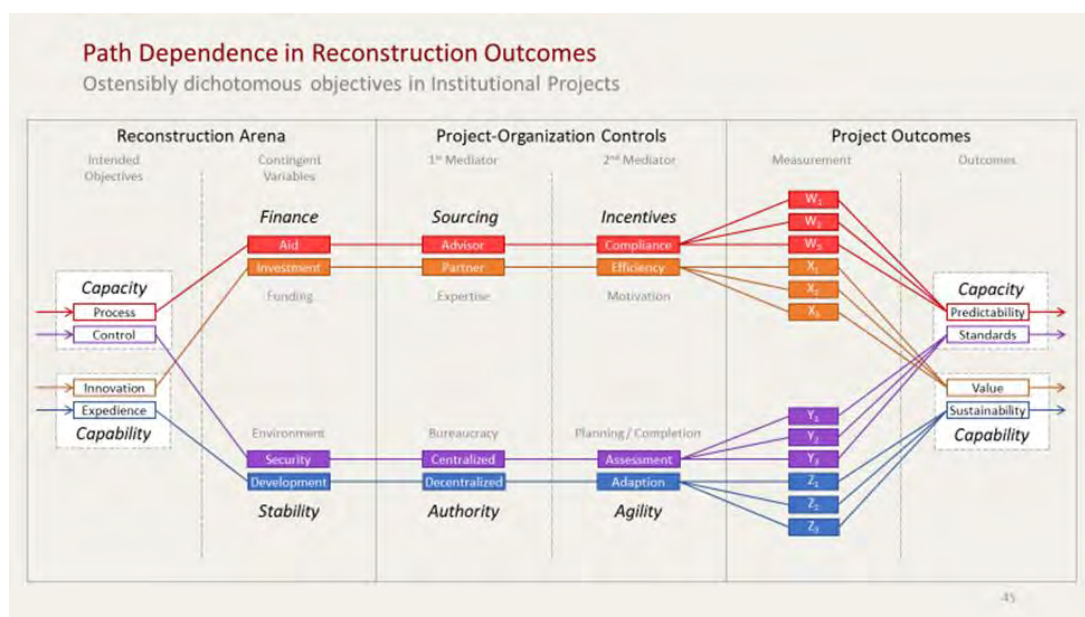 Path Dependence in Reconstruction Outcomes
Ostensibly dichotomous objectives in Institutional Projects
Reconstruction Arena
Project-Organization Controls
Project Outcomes
Intended Objectives
Contingent Variables
1st Mediator
2nd Mediator
Measurement
Outcomes
Finance
Sourcing
Incentives
Aid
Advisor
Compliance
Investment
Partner
Efficiency
Funding
Expertise
Motivation
W1
W2
W3
X1
X2
X3
Capacity
Process
Control
Innovation
Expedience
Capability
Capacity
Predictability
Standards
Value
Sustainability
Capability
Environment
Bureaucracy
Planning / Completion
Security
Centralized
Assessment
Development
Decentralized
Adaption
Stability
Authority
Agility
Y1
Y2
Y3
Z1
Z2
Z3
45